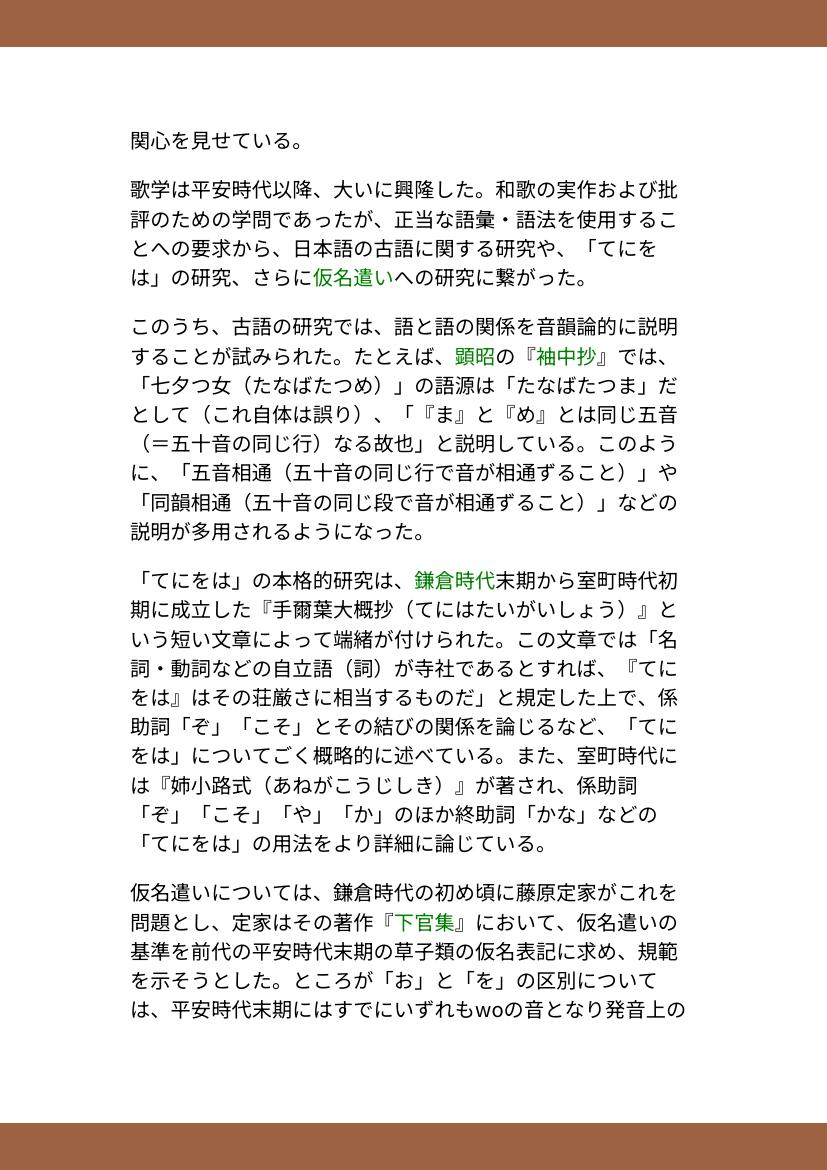 関心を見せている。
歌学は平安時代以降、大いに興隆した。和歌の実作および批
評のための学問であったが、正当な語彙・語法を使用するこ
とへの要求から、日本語の古語に関する研究や、「てにを
は」の研究、さらに仮名遣いへの研究に繋がった。
このうち、古語の研究では、語と語の関係を音韻論的に説明
することが試みられた。たとえば、顕昭の『袖中抄』では、
「七夕つ女（たなばたつめ）」の語源は「たなばたつま」だ
として（これ自体は誤り）、「『ま』と『め』とは同じ五音
（＝五十音の同じ行）なる故也」と説明している。このよう
に、「五音相通（五十音の同じ行で音が相通ずること）」や
「同韻相通（五十音の同じ段で音が相通ずること）」などの
説明が多用されるようになった。
「てにをは」の本格的研究は、鎌倉時代末期から室町時代初
期に成立した『手爾葉大概抄（てにはたいがいしょう）』と
いう短い文章によって端緒が付けられた。この文章では「名
詞・動詞などの自立語（詞）が寺社であるとすれば、『てに
をは』はその荘厳さに相当するものだ」と規定した上で、係
助詞「ぞ」「こそ」とその結びの関係を論じるなど、「てに
をは」についてごく概略的に述べている。また、室町時代に
は『姉小路式（あねがこうじしき）』が著され、係助詞
「ぞ」「こそ」「や」「か」のほか終助詞「かな」などの
「てにをは」の用法をより詳細に論じている。
仮名遣いについては、鎌倉時代の初め頃に藤原定家がこれを
問題とし、定家はその著作『下官集』において、仮名遣いの
基準を前代の平安時代末期の草子類の仮名表記に求め、規範
を示そうとした。ところが「お」と「を」の区別について
は、平安時代末期にはすでにいずれもwoの音となり発音上の